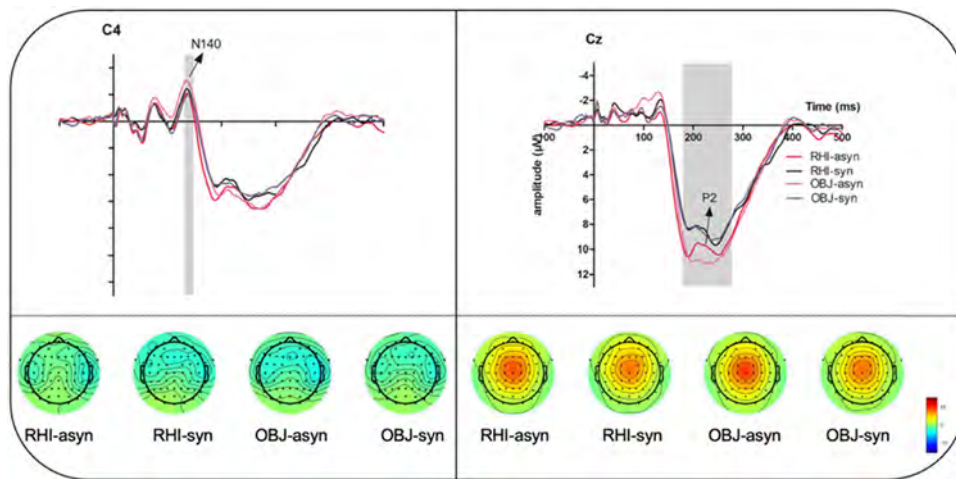 C4
N140
Cz
-4
-2
Time (ms)
100
100
200
300
400
500
amplitude (µV)
2
4
6
8
10
12
P2
RHI-asyn
RHI-syn
OBJ-asyn
OBJ-syn
RHI-asyn
RHI-syn
OBJ-asyn
OBJ-syn
RHI-asyn
RHI-syn
OBJ-asyn
OBJ-syn